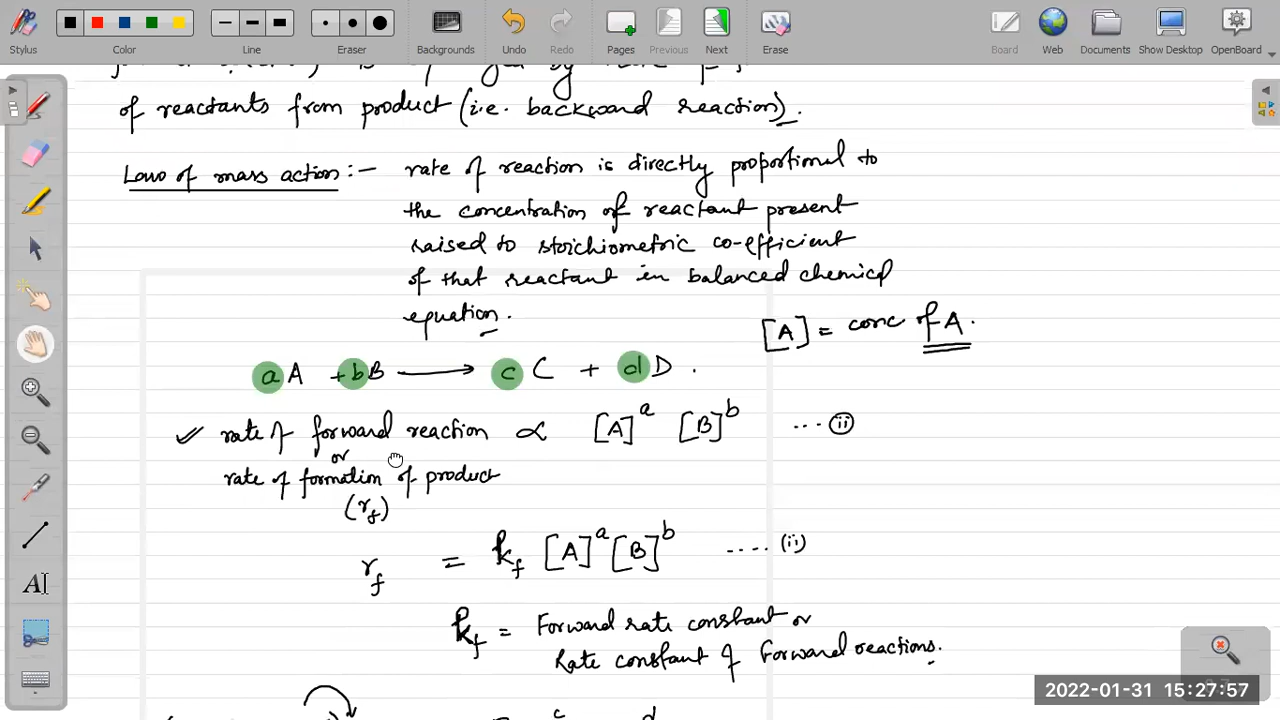 Stylus
Color
Line
Eraser
Backgrounds
Undo
Redo
Pages
Previous
Next
Erase
Board
Web
Documents
Show Desktop
OpenBoard
of reactants from product (i.e. backward reaction).
Law of mass action :- rate of reaction is directly proportional to
the concentration of reactant present
raised to stoichiometric co-efficient
of that reactant in balanced chemical
equation.
[A] = conc of A.
aA + bB ⟶ cC + dD .
✓ rate of forward reaction ∝ [A]^a [B]^b ... (ii)
or
rate of formation of product
(r_f)
r_f = k_f [A]^a [B]^b .... (ii)
k_f = Forward rate constant or
Rate constant of Forward reactions.
c d
2022-01-31 15:27:57